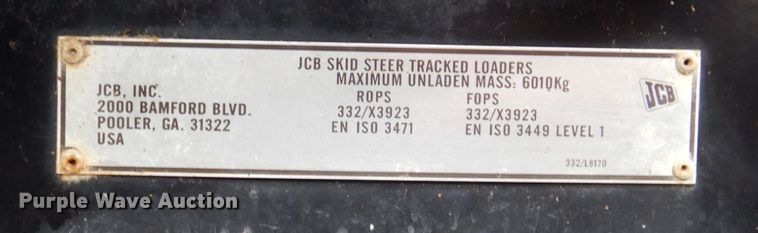 JCB SKID STEER TRACKED LOADERS
MAXIMUM UNLADEN MASS: 6010Kg
JCB, INC.
2000 BAMFORD BLVD.
POOLER, GA. 31322
USA
ROPS
332/X3923
EN ISO 3471
FOPS
332/X3923
EN ISO 3449 LEVEL 1
JCB
332/L8170
Purple Wave Auction